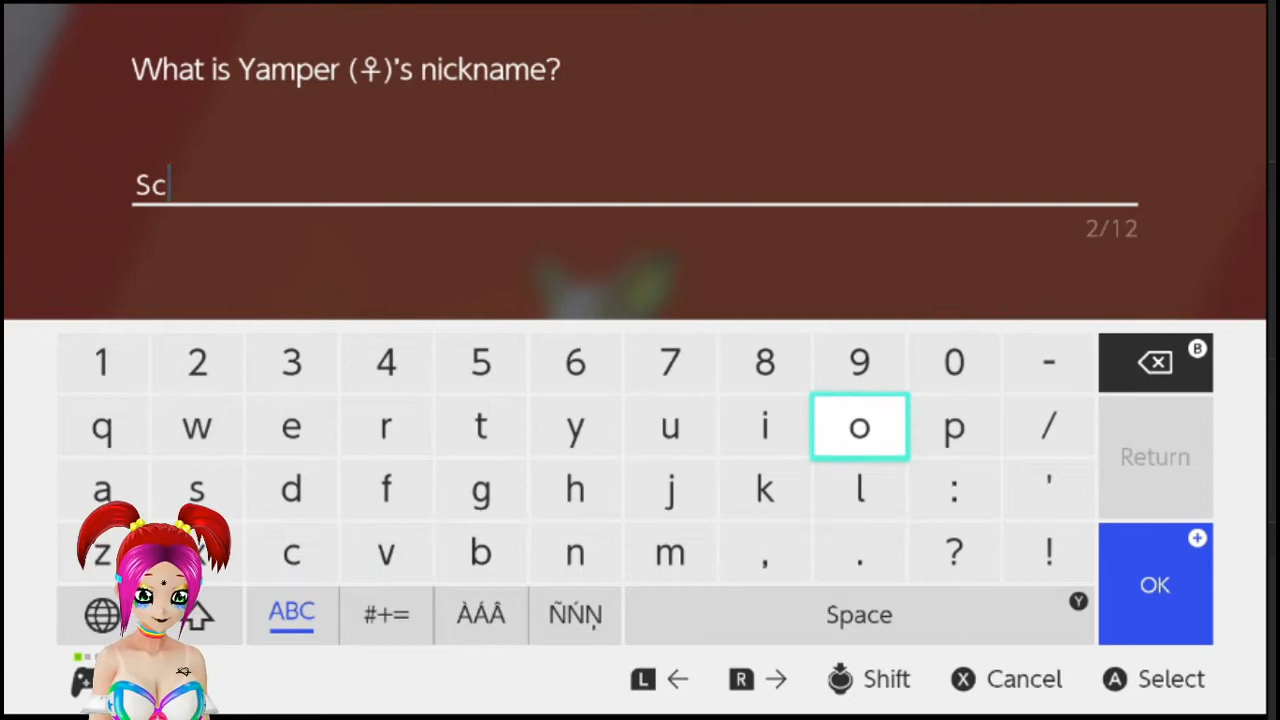 What is Yamper (♀)'s nickname?
Sc
2/12
1 2 3 4 5 6 7 8 9 0 - B
q w e r t y u i o p /
Return
a s d f g h j k l : '
z x c v b n m , . ? ! +
OK
ABC #+= ÀÁÂ ÑŃŅ Space Y
L ← R → Shift X Cancel A Select